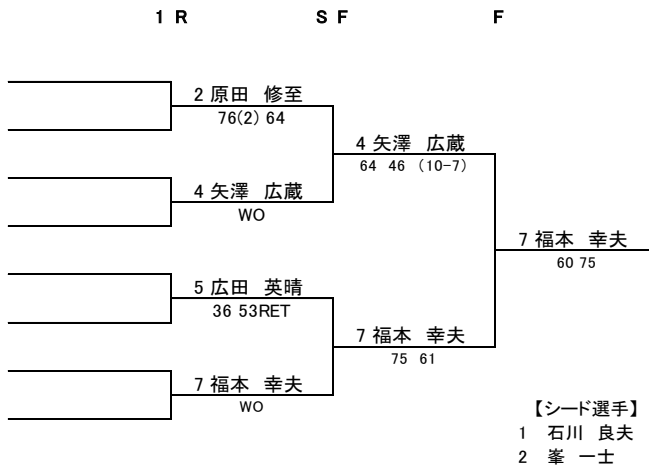 1 R SF F
2 原田 修至
76(2) 64
4 矢澤 広蔵
64 46 (10-7)
4 矢澤 広蔵
WO
7 福本 幸夫
60 75
5 広田 英晴
36 53RET
7 福本 幸夫
75 61
7 福本 幸夫
WO
【シード選手】
1 石川 良夫
2 峯 一士